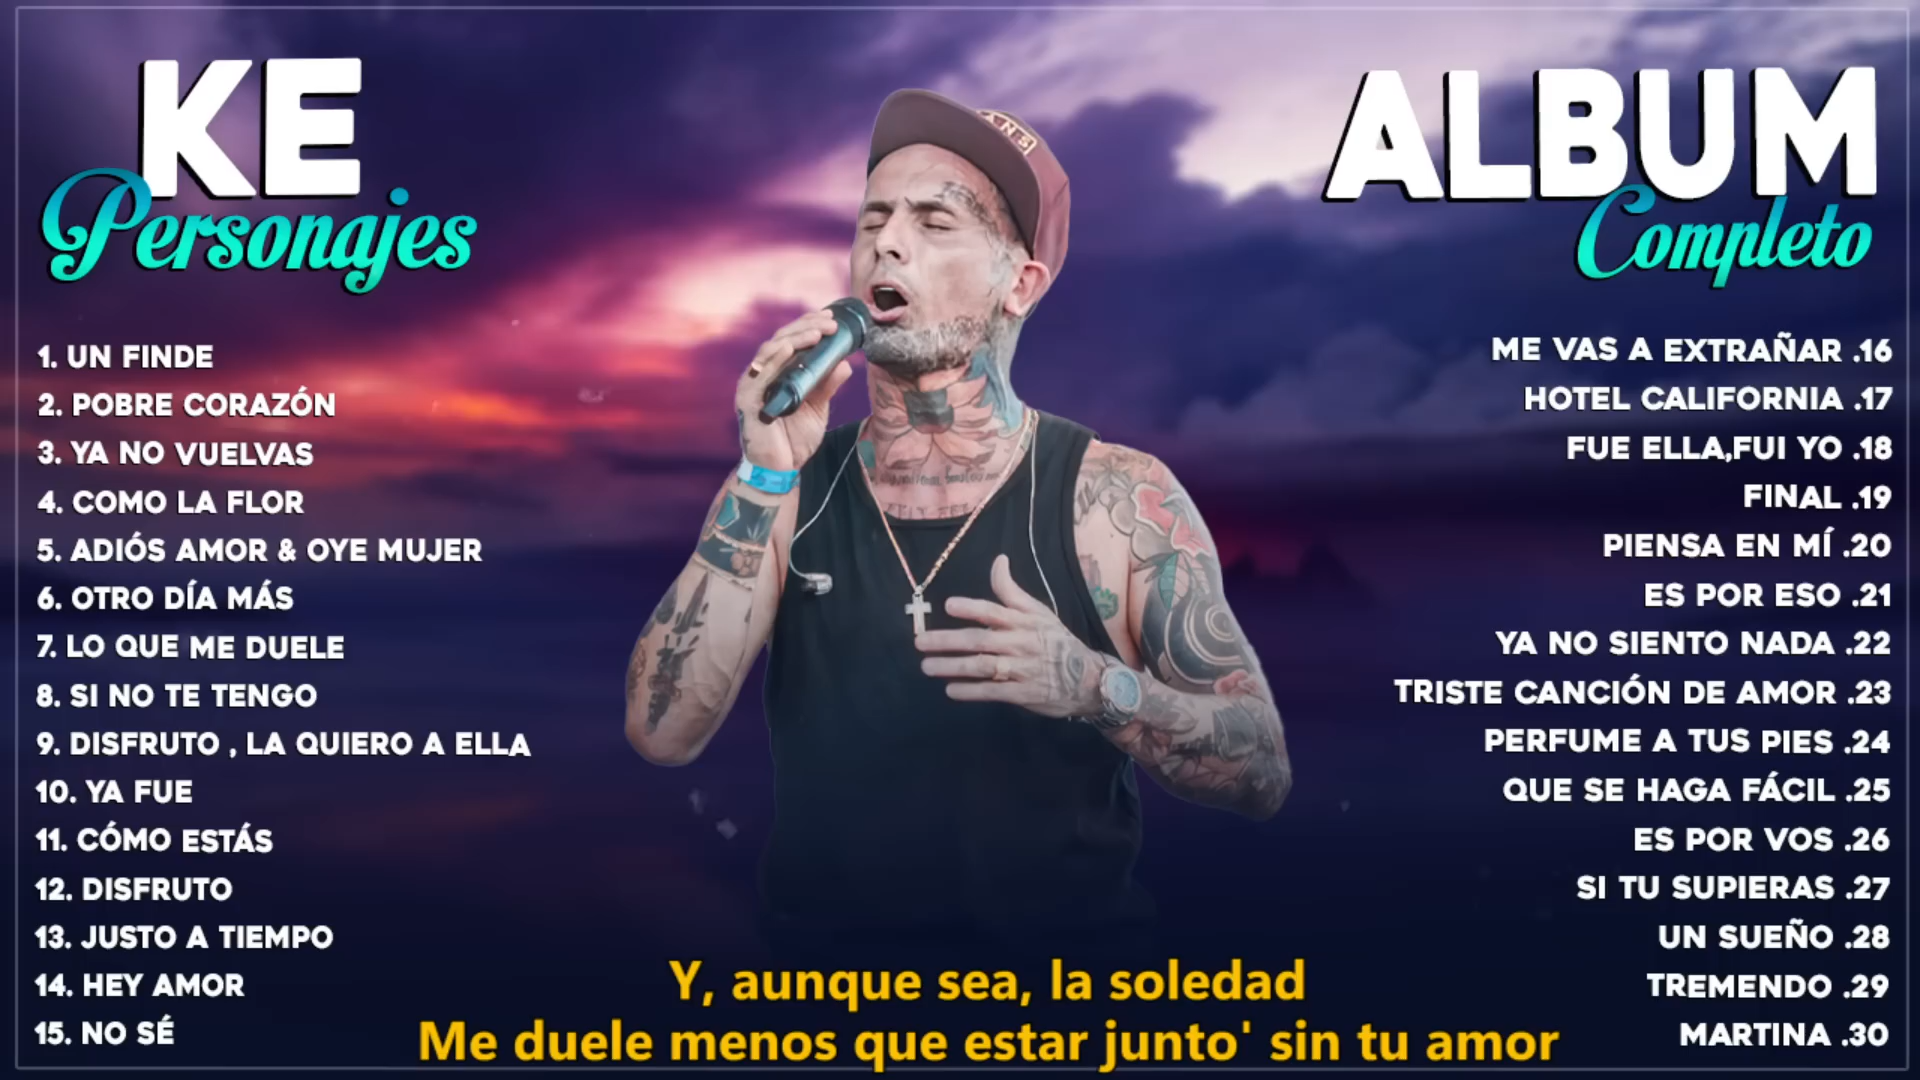 KE
Personajes
ALBUM
Completo
1. UN FINDE
2. POBRE CORAZÓN
3. YA NO VUELVAS
4. COMO LA FLOR
5. ADIÓS AMOR & OYE MUJER
6. OTRO DÍA MÁS
7. LO QUE ME DUELE
8. SI NO TE TENGO
9. DISFRUTO , LA QUIERO A ELLA
10. YA FUE
11. CÓMO ESTÁS
12. DISFRUTO
13. JUSTO A TIEMPO
14. HEY AMOR
15. NO SÉ
ME VAS A EXTRAÑAR .16
HOTEL CALIFORNIA .17
FUE ELLA,FUI YO .18
FINAL .19
PIENSA EN MÍ .20
ES POR ESO .21
YA NO SIENTO NADA .22
TRISTE CANCIÓN DE AMOR .23
PERFUME A TUS PIES .24
QUE SE HAGA FÁCIL .25
ES POR VOS .26
SI TU SUPIERAS .27
UN SUEÑO .28
TREMENDO .29
MARTINA .30
Y, aunque sea, la soledad
Me duele menos que estar junto' sin tu amor